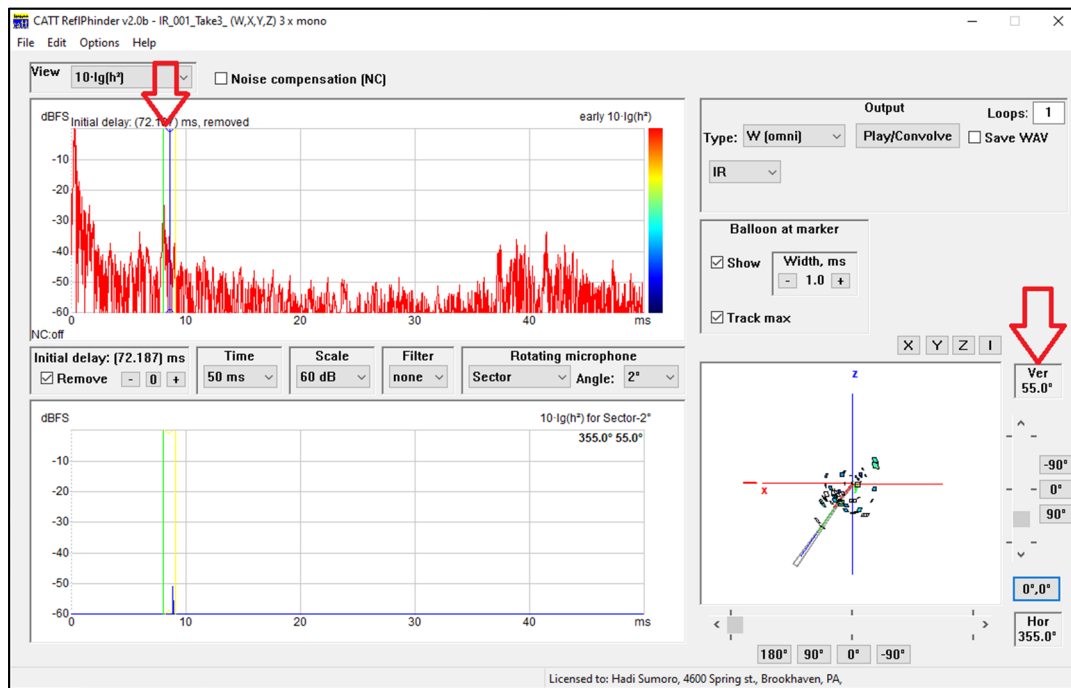 CATT ReflPhinder v2.0b - IR_001_Take3_ (W,X,Y,Z) 3 x mono
File Edit Options Help
View 10·lg(h²) Noise compensation (NC)
dBFS Initial delay: (72.187) ms, removed early 10·lg(h²)
-10
-20
-30
-40
-50
-60
0 10 20 30 40 ms
NC:off
Output
Loops: 1
Type: W (omni) Play/Convolve Save WAV
IR
Balloon at marker
Show Width, ms
- 1.0 +
Track max
Initial delay: (72.187) ms Time Scale Filter Rotating microphone
Remove - 0 + 50 ms 60 dB none Sector Angle: 2°
dBFS 10·lg(h²) for Sector-2°
355.0° 55.0°
-10
-20
-30
-40
-50
-60
0 10 20 30 40 ms
X Y Z I
Ver
55.0°
z
x
-90°
0°
90°
0°,0°
Hor
355.0°
180° 90° 0° -90°
Licensed to: Hadi Sumoro, 4600 Spring st., Brookhaven, PA,